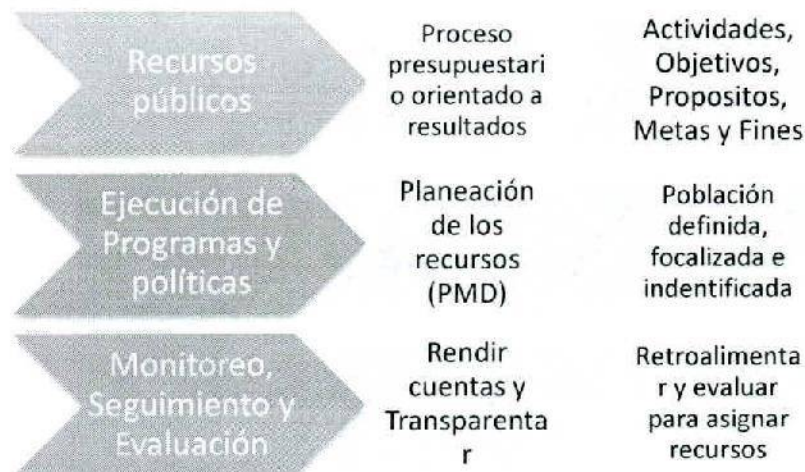 Recursos
públicos
Proceso
presupuestari
o orientado a
resultados
Actividades,
Objetivos,
Propositos,
Metas y Fines
Ejecución de
Programas y
políticas
Planeación
de los
recursos
(PMD)
Población
definida,
focalizada e
indentificada
Monitoreo,
Seguimiento y
Evaluación
Rendir
cuentas y
Transparenta
r
Retroalimenta
r y evaluar
para asignar
recursos